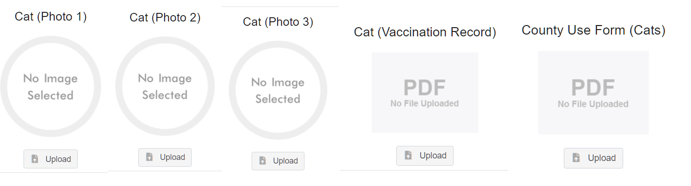 Cat (Photo 1)
No Image
Selected
Upload
Cat (Photo 2)
No Image
Selected
Upload
Cat (Photo 3)
No Image
Selected
Upload
Cat (Vaccination Record)
PDF
No File Uploaded
Upload
County Use Form (Cats)
PDF
No File Uploaded
Upload